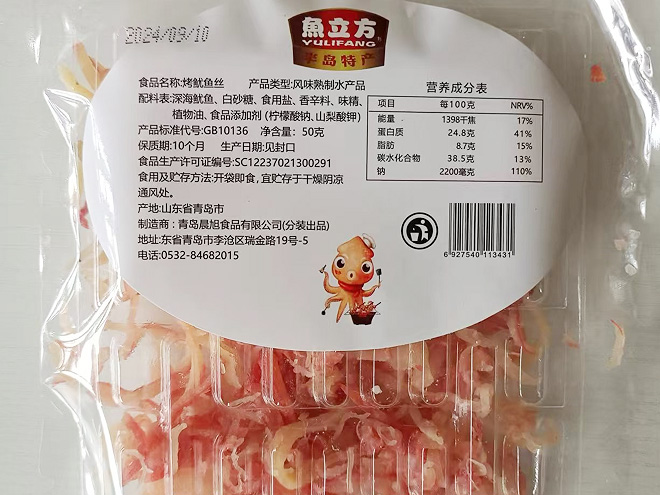 2024/09/10
魚立方
YULIFANG
半岛特产
食品名称:烤鱿鱼丝 产品类型:风味熟制水产品
配料表:深海鱿鱼、白砂糖、食用盐、香辛料、味精、
植物油、食品添加剂 (柠檬酸钠、山梨酸钾)
产品标准代号:GB10136 净含量: 50克
保质期:10个月 生产日期:见封口
食品生产许可证编号:SC12237021300291
食用及贮存方法:开袋即食,宜贮存于干燥阴凉
通风处。
产地:山东省青岛市
制造商 : 青岛晨旭食品有限公司(分装出品)
地址:东省青岛市李沧区瑞金路19号-5
电话:0532-84682015
营养成分表
项目 每100克 NRV%
能量 1398千焦 17%
蛋白质 24.8克 41%
脂肪 8.7克 15%
碳水化合物 38.5克 13%
钠 2200毫克 110%
6 927540 113431